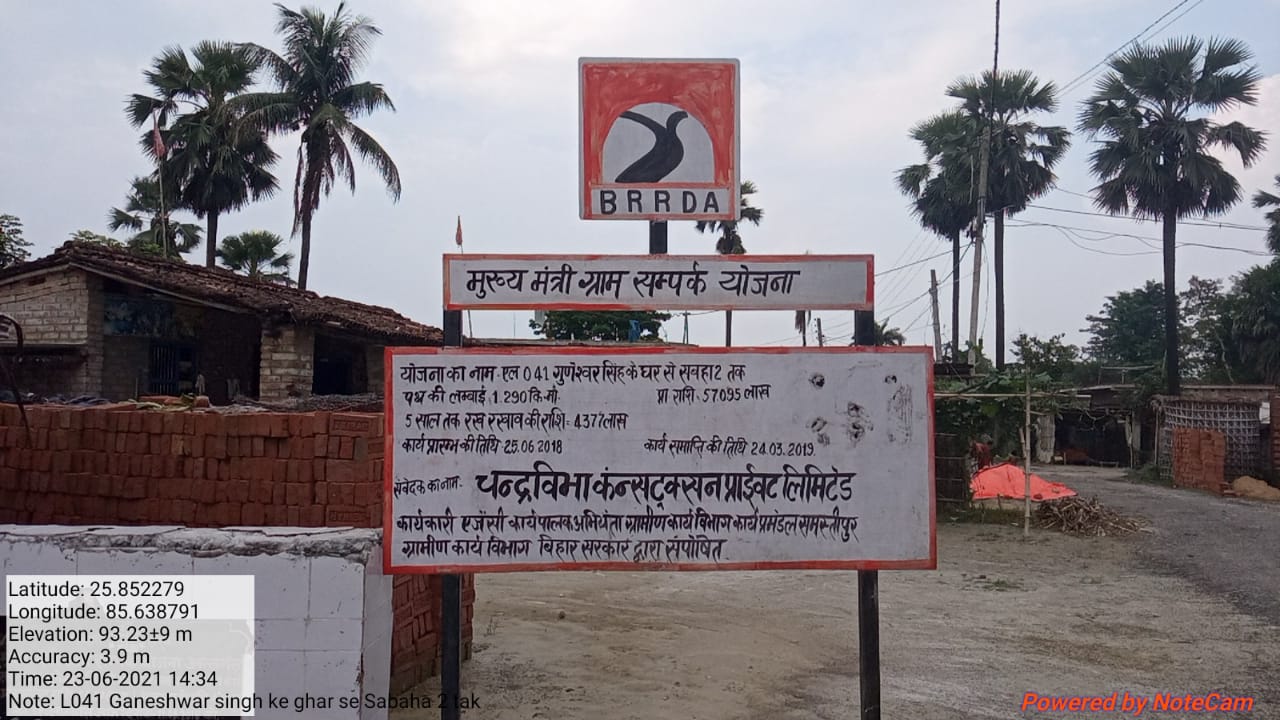 BRRDA
मुख्य मंत्री ग्राम सम्पर्क योजना
योजना का नाम एल 041 गुणेश्वर सिंह के घर से सबहा2 तक
पथ की लम्बाई 1.290 कि.मी. प्रा राशि: 57.095 लाख
5 साल तक रख रखाव की राशि: 4.377 लाख
कार्य प्रारम्भ की तिथि 25.06.2018 कार्य समाप्ति की तिथि 24.03.2019.
संवेदक का नाम- चन्द्रविभा कंन्सट्रक्सन प्राईवेट लिमिटेड
कार्यकारी एजेंसी कार्यपालक अभियंता ग्रामीण कार्य विभाग कार्य प्रमंडल समस्तीपुर
ग्रामीण कार्य विभाग बिहार सरकार द्वारा संपोषित
Latitude: 25.852279
Longitude: 85.638791
Elevation: 93.23±9 m
Accuracy: 3.9 m
Time: 23-06-2021 14:34
Note: L041 Ganeshwar singh ke ghar se Sabaha 2 tak
Powered by NoteCam